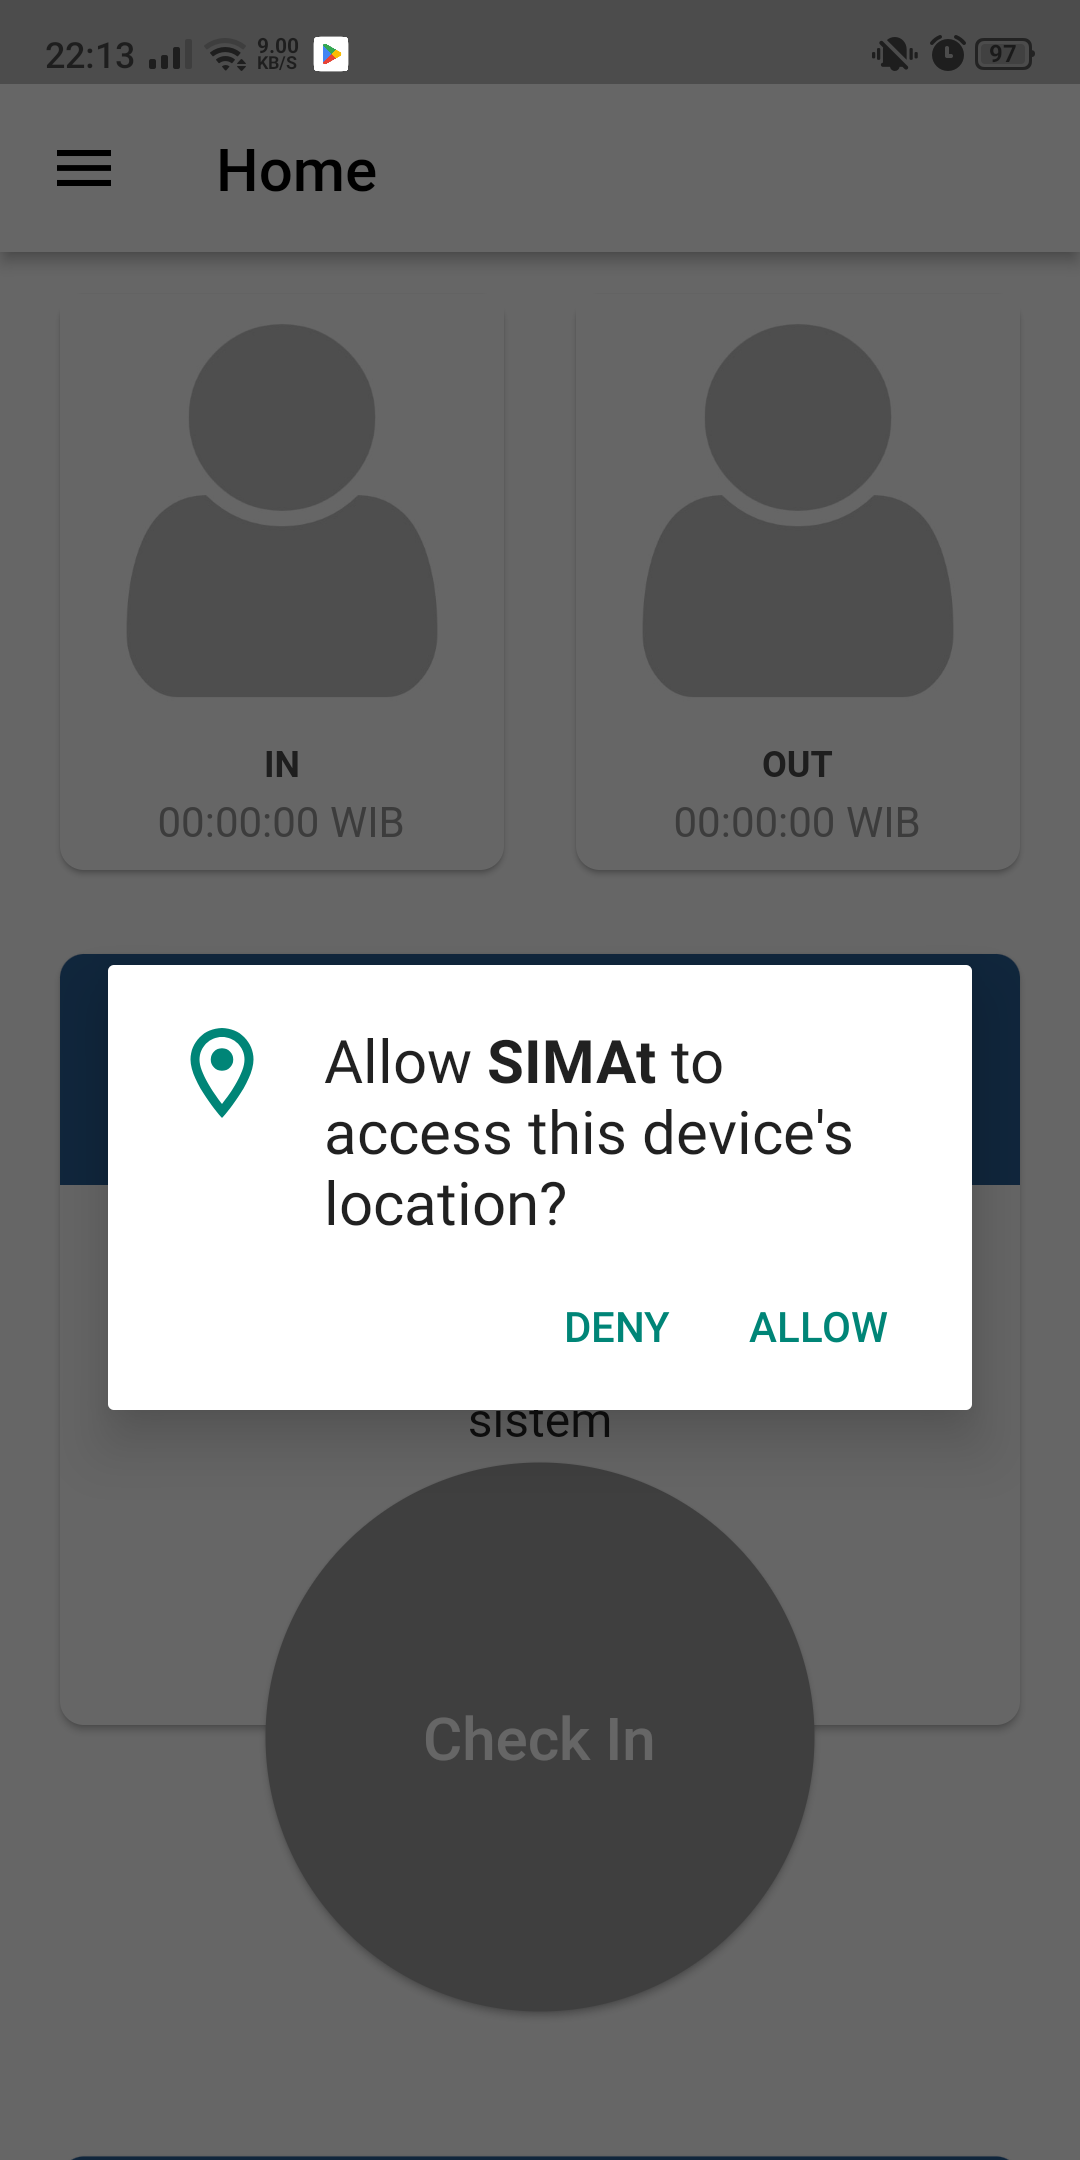 22:13
9.00
KB/S
97
Home
IN
00:00:00 WIB
OUT
00:00:00 WIB
Allow SIMAt to
access this device's
location?
DENY
ALLOW
sistem
Check In